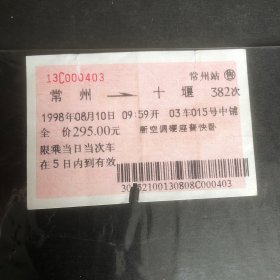 13C000403 常州站 售
常州 → 十堰 382次
1998年08月10日 09:59开 03车015号中铺
全价295.00元 新空调硬座普快卧
限乘当日当次车
在5日内到有效